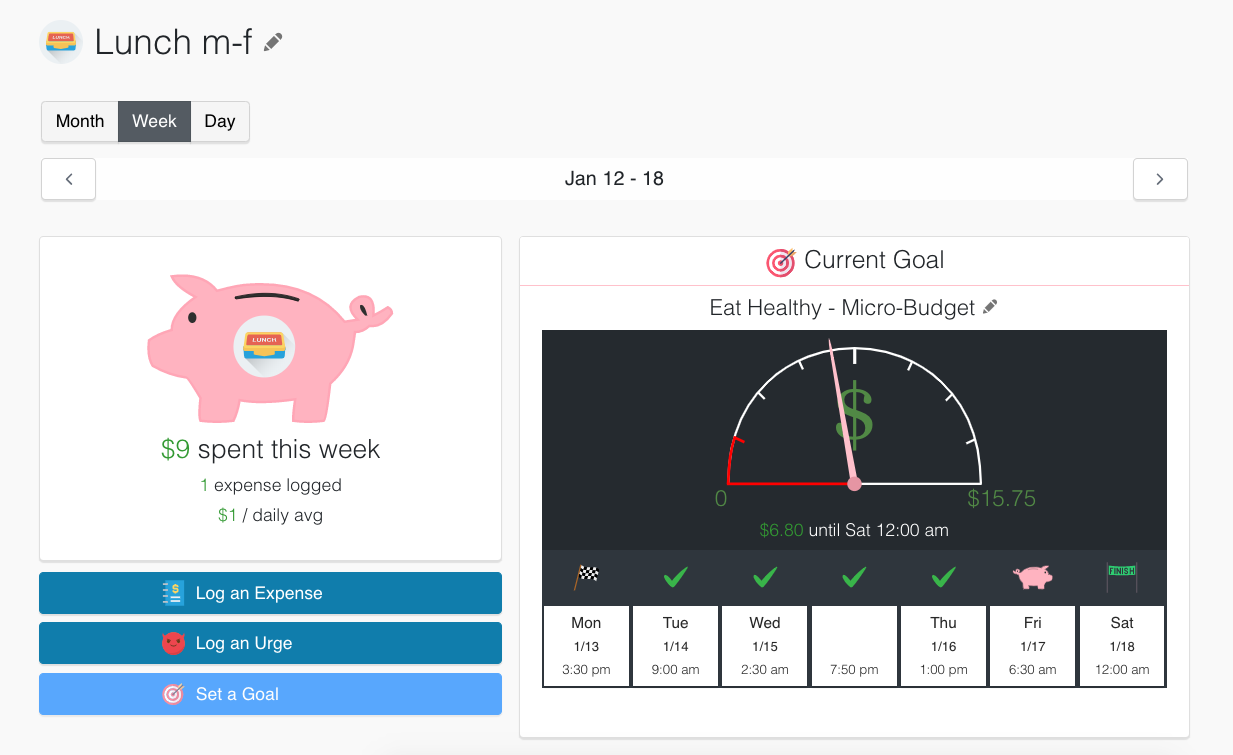 LUNCH
Lunch m-f
Month Week Day
Jan 12 - 18
LUNCH
$9 spent this week
1 expense logged
$1 / daily avg
Log an Expense
Log an Urge
Set a Goal
Current Goal
Eat Healthy - Micro-Budget
$
0 $15.75
$6.80 until Sat 12:00 am
FINISH
Mon Tue Wed Thu Fri Sat
1/13 1/14 1/15 1/16 1/17 1/18
3:30 pm 9:00 am 2:30 am 7:50 pm 1:00 pm 6:30 am 12:00 am